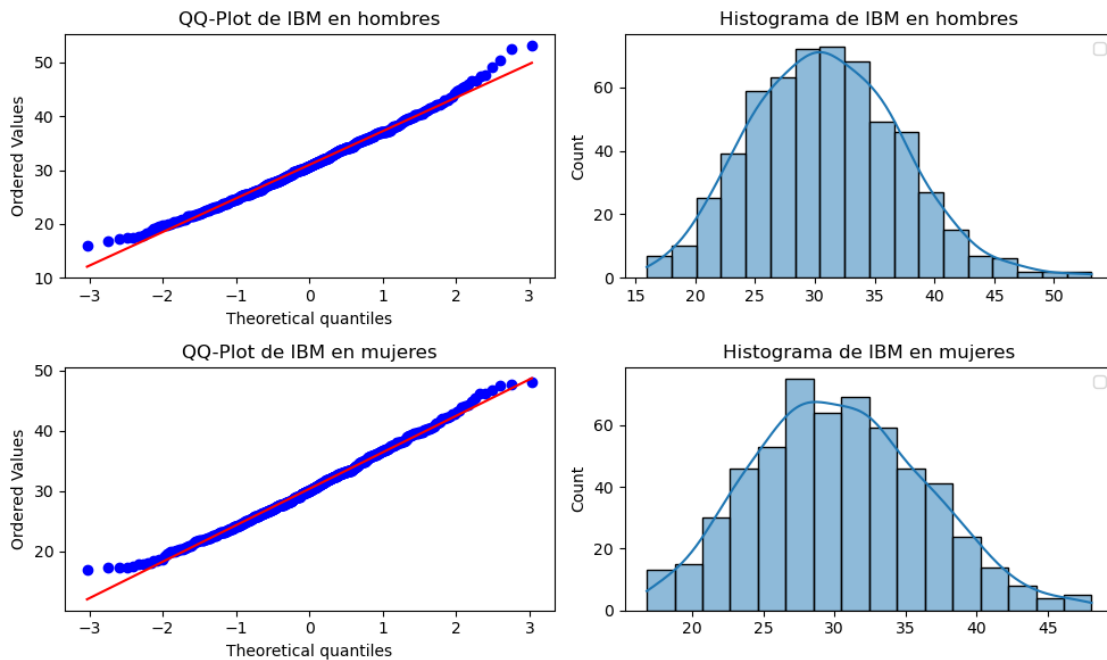 QQ-Plot de IBM en hombres
Ordered Values
50
40
30
20
10
−3 −2 −1 0 1 2 3
Theoretical quantiles
Histograma de IBM en hombres
Count
60
40
20
0
15 20 25 30 35 40 45 50
QQ-Plot de IBM en mujeres
Ordered Values
50
40
30
20
−3 −2 −1 0 1 2 3
Theoretical quantiles
Histograma de IBM en mujeres
Count
60
40
20
0
20 25 30 35 40 45